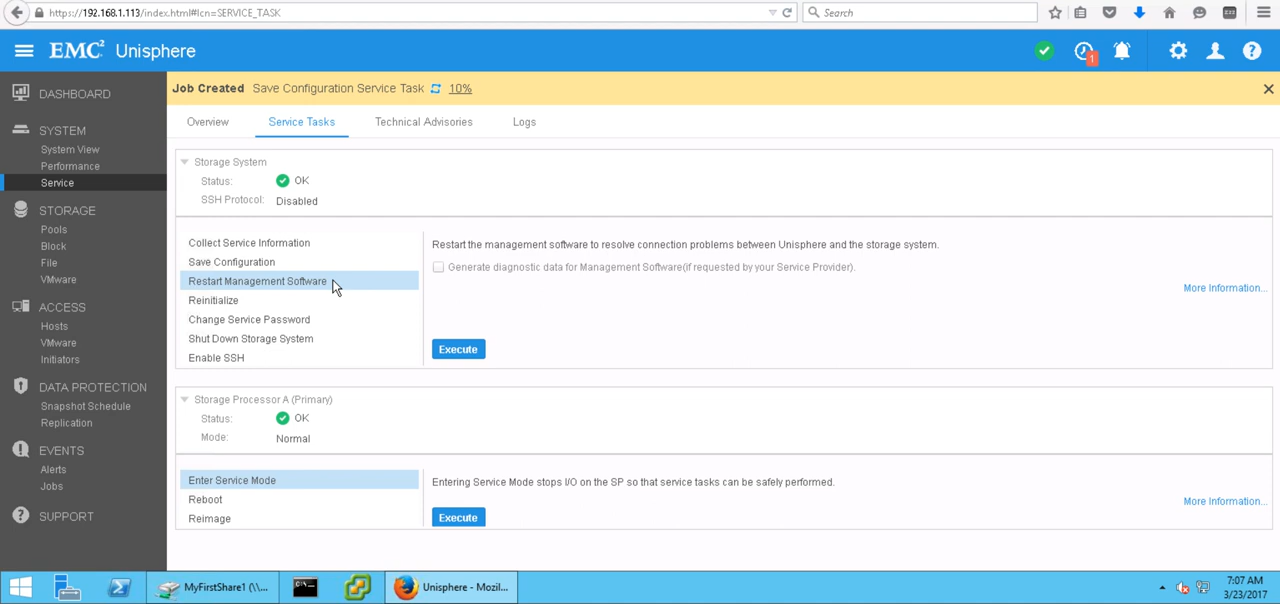 https://192.168.1.113/index.html#lcn=SERVICE_TASK
Search
EMC² Unisphere
1
Job Created Save Configuration Service Task 10%
DASHBOARD
SYSTEM
System View
Performance
Service
STORAGE
Pools
Block
File
VMware
ACCESS
Hosts
VMware
Initiators
DATA PROTECTION
Snapshot Schedule
Replication
EVENTS
Alerts
Jobs
SUPPORT
Overview Service Tasks Technical Advisories Logs
Storage System
Status: OK
SSH Protocol: Disabled
Collect Service Information
Save Configuration
Restart Management Software
Reinitialize
Change Service Password
Shut Down Storage System
Enable SSH
Restart the management software to resolve connection problems between Unisphere and the storage system.
Generate diagnostic data for Management Software(if requested by your Service Provider).
More Information...
Execute
Storage Processor A (Primary)
Status: OK
Mode: Normal
Enter Service Mode
Reboot
Reimage
Entering Service Mode stops I/O on the SP so that service tasks can be safely performed.
More Information...
Execute
MyFirstShare1 (\\...
Unisphere - Mozil...
7:07 AM
3/23/2017